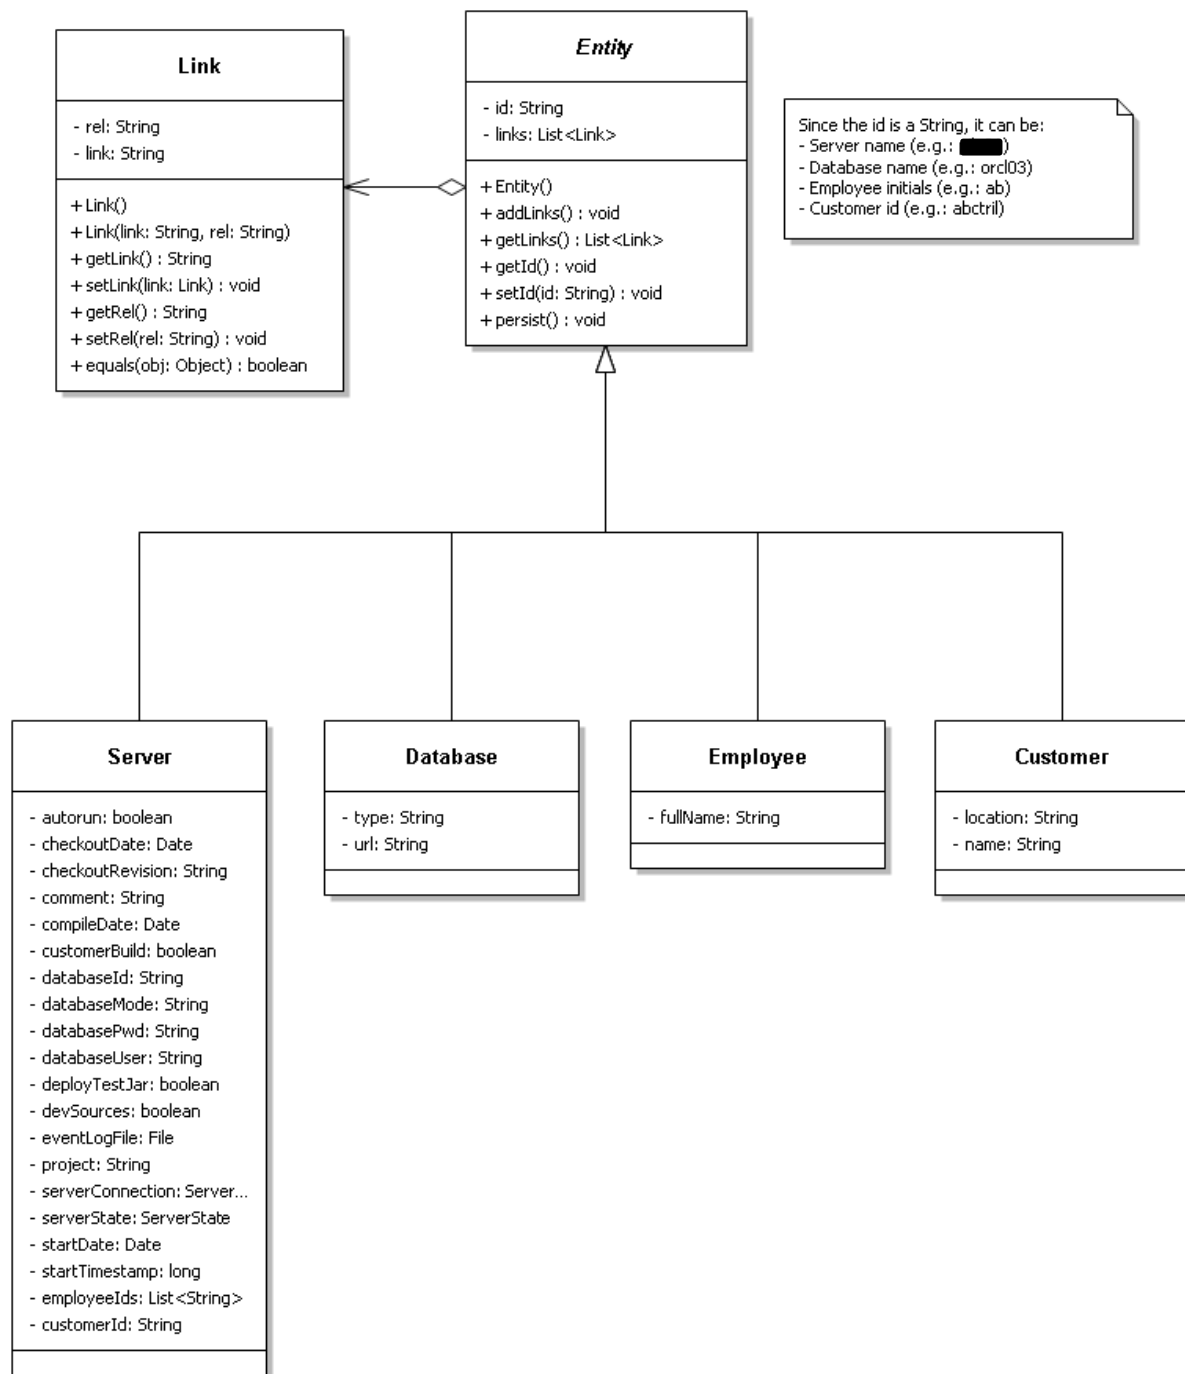 Link
- rel: String
- link: String
+ Link()
+ Link(link: String, rel: String)
+ getLink() : String
+ setLink(link: Link) : void
+ getRel() : String
+ setRel(rel: String) : void
+ equals(obj: Object) : boolean
Entity
- id: String
- links: List<Link>
+ Entity()
+ addLinks() : void
+ getLinks() : List<Link>
+ getId() : void
+ setId(id: String) : void
+ persist() : void
Since the id is a String, it can be:
- Server name (e.g.: )
- Database name (e.g.: orcl03)
- Employee initials (e.g.: ab)
- Customer id (e.g.: abctril)
Server
- autorun: boolean
- checkoutDate: Date
- checkoutRevision: String
- comment: String
- compileDate: Date
- customerBuild: boolean
- databaseId: String
- databaseMode: String
- databasePwd: String
- databaseUser: String
- deployTestJar: boolean
- devSources: boolean
- eventLogFile: File
- project: String
- serverConnection: Server...
- serverState: ServerState
- startDate: Date
- startTimestamp: long
- employeeIds: List<String>
- customerId: String
Database
- type: String
- url: String
Employee
- fullName: String
Customer
- location: String
- name: String